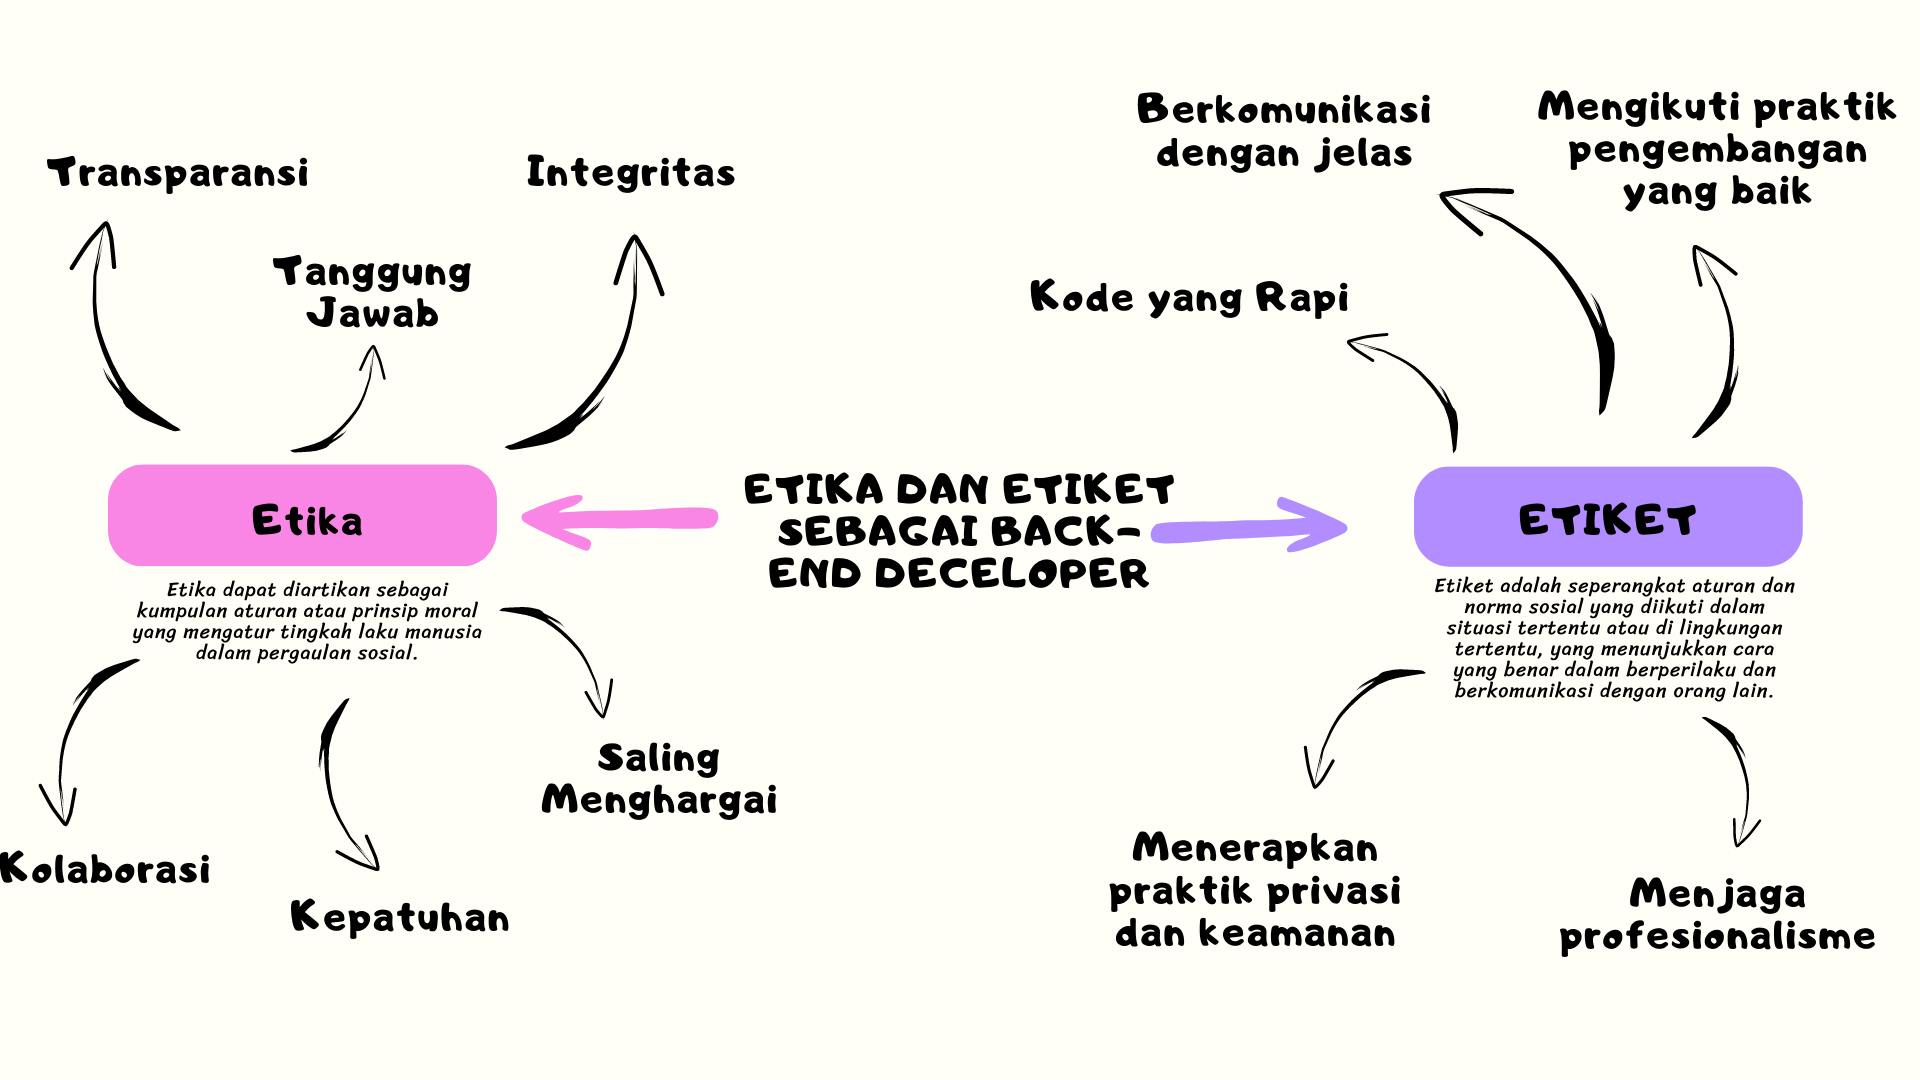 Transparansi
Tanggung
Jawab
Integritas
Etika
Etika dapat diartikan sebagai
kumpulan aturan atau prinsip moral
yang mengatur tingkah laku manusia
dalam pergaulan sosial.
Kolaborasi
Kepatuhan
Saling
Menghargai
ETIKA DAN ETIKET
SEBAGAI BACK-
END DECELOPER
Berkomunikasi
dengan jelas
Mengikuti praktik
pengembangan
yang baik
Kode yang Rapi
ETIKET
Etiket adalah seperangkat aturan dan
norma sosial yang diikuti dalam
situasi tertentu atau di lingkungan
tertentu, yang menunjukkan cara
yang benar dalam berperilaku dan
berkomunikasi dengan orang lain.
Menerapkan
praktik privasi
dan keamanan
Menjaga
profesionalisme